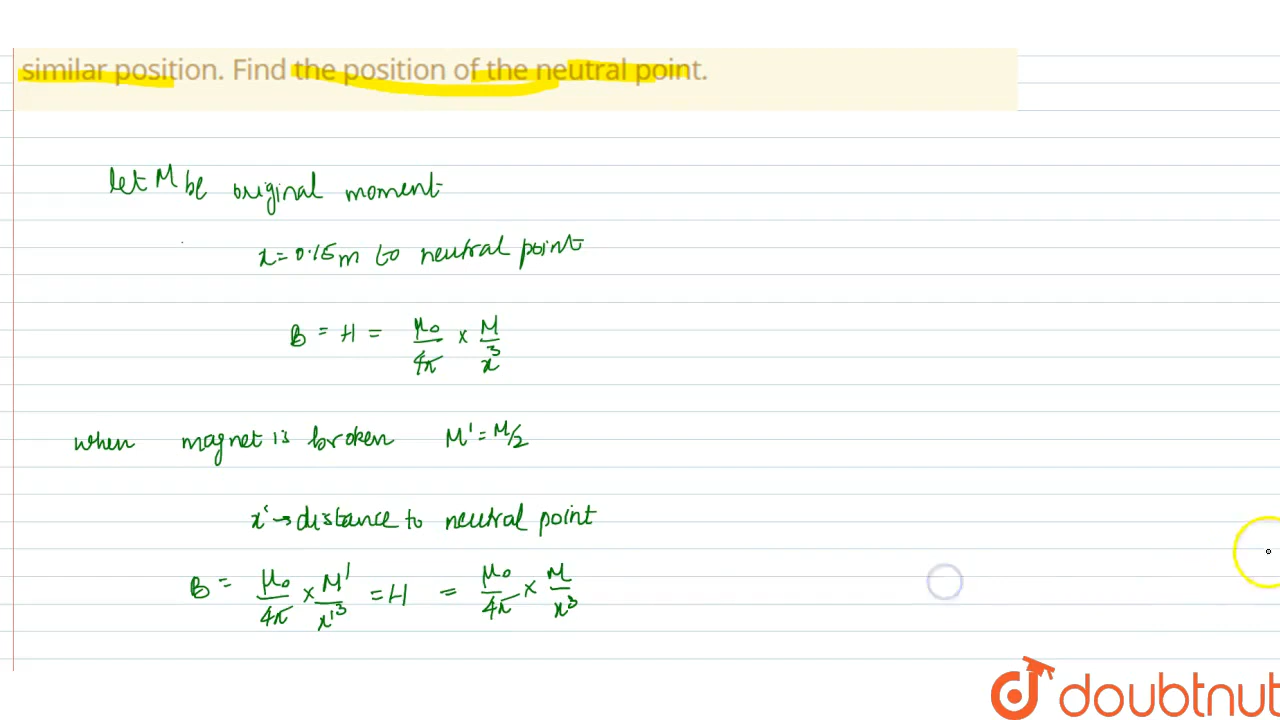 similar position. Find the position of the neutral point.
let M be original moment
x = 0.15m to neutral point
B = H = μ₀/4π × M/x³
when magnet is broken M' = M/2
x' → distance to neutral point
B = μ₀/4π × M'/x'³ = H = μ₀/4π × M/x³
doubtnut